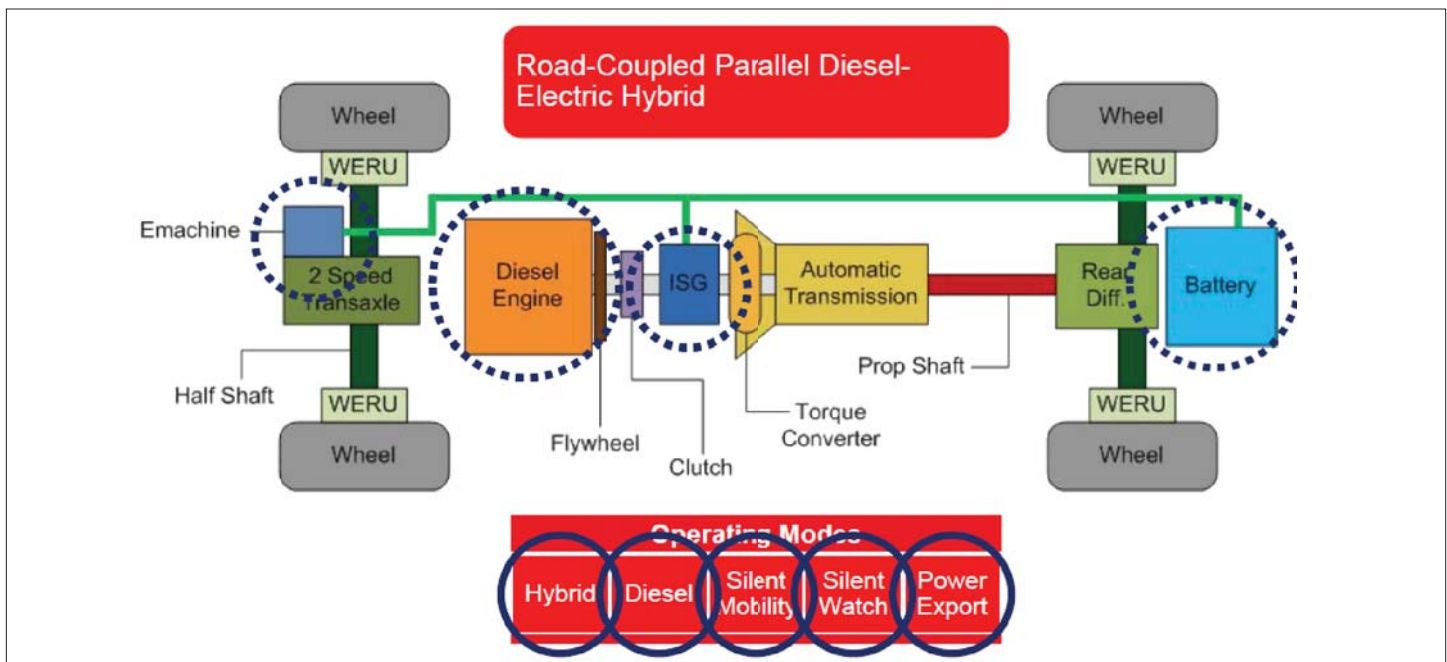 Road-Coupled Parallel Diesel-
Electric Hybrid
Wheel
Wheel
WERU
WERU
Emachine
2 Speed
Transaxle
Diesel
Engine
ISG
Automatic
Transmission
Rear
Diff.
Battery
Half Shaft
Prop Shaft
WERU
WERU
Torque
Converter
Flywheel
Clutch
Wheel
Wheel
Operating Modes
Hybrid
Diesel
Silent
Mobility
Silent
Watch
Power
Export